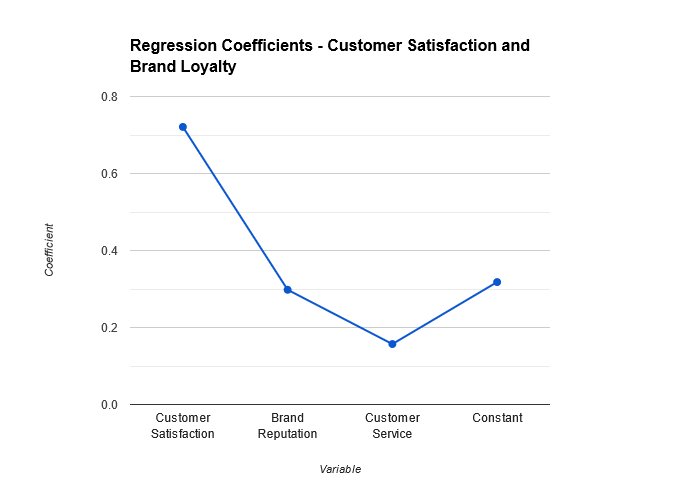 Regression Coefficients - Customer Satisfaction and
Brand Loyalty
0.8
0.6
0.4
0.2
0.0
Coefficient
Customer
Satisfaction
Brand
Reputation
Customer
Service
Constant
Variable